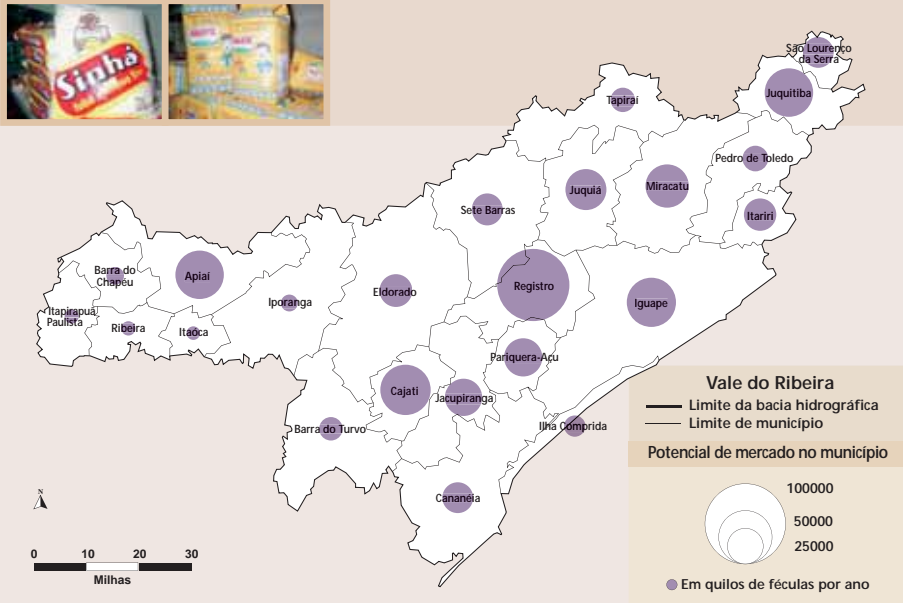 Sinhá
São Lourenço
da Serra
Juquitiba
Tapiraí
Pedro de Toledo
Juquiá
Miracatu
Sete Barras
Itariri
Barra do
Chapeu
Apiaí
Registro
Eldorado
Iporanga
Iguape
Itapirapuã
Paulista
Ribeira
Itaóca
Pariquera-Açu
Cajati
Jacupiranga
Barra do Turvo
Ilha Comprida
Cananéia
N
0 10 20 30
Milhas
Vale do Ribeira
Limite da bacia hidrográfica
Limite de município
Potencial de mercado no município
100000
50000
25000
Em quilos de féculas por ano